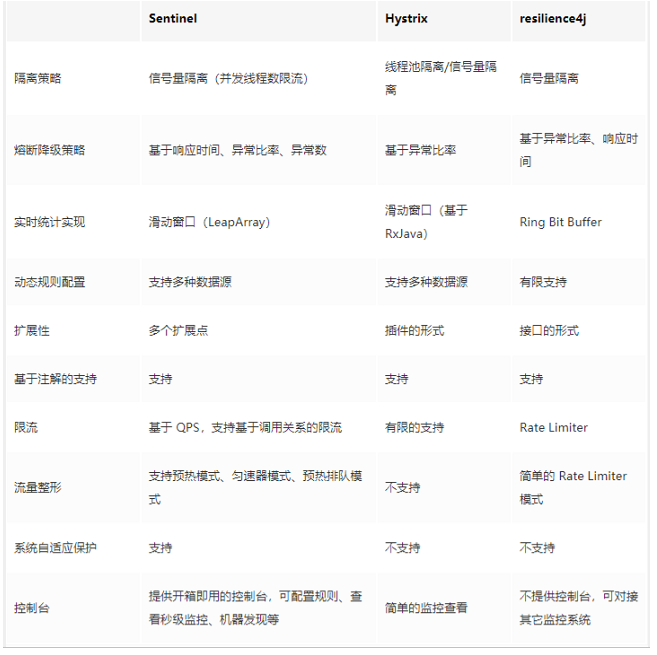 Sentinel Hystrix resilience4j
隔离策略 信号量隔离（并发线程数限流） 线程池隔离/信号量隔离 信号量隔离
熔断降级策略 基于响应时间、异常比率、异常数 基于异常比率 基于异常比率、响应时间
实时统计实现 滑动窗口（LeapArray） 滑动窗口（基于 RxJava） Ring Bit Buffer
动态规则配置 支持多种数据源 支持多种数据源 有限支持
扩展性 多个扩展点 插件的形式 接口的形式
基于注解的支持 支持 支持 支持
限流 基于 QPS，支持基于调用关系的限流 有限的支持 Rate Limiter
流量整形 支持预热模式、匀速器模式、预热排队模式 不支持 简单的 Rate Limiter 模式
系统自适应保护 支持 不支持 不支持
控制台 提供开箱即用的控制台，可配置规则、查看秒级监控、机器发现等 简单的监控查看 不提供控制台，可对接其它监控系统